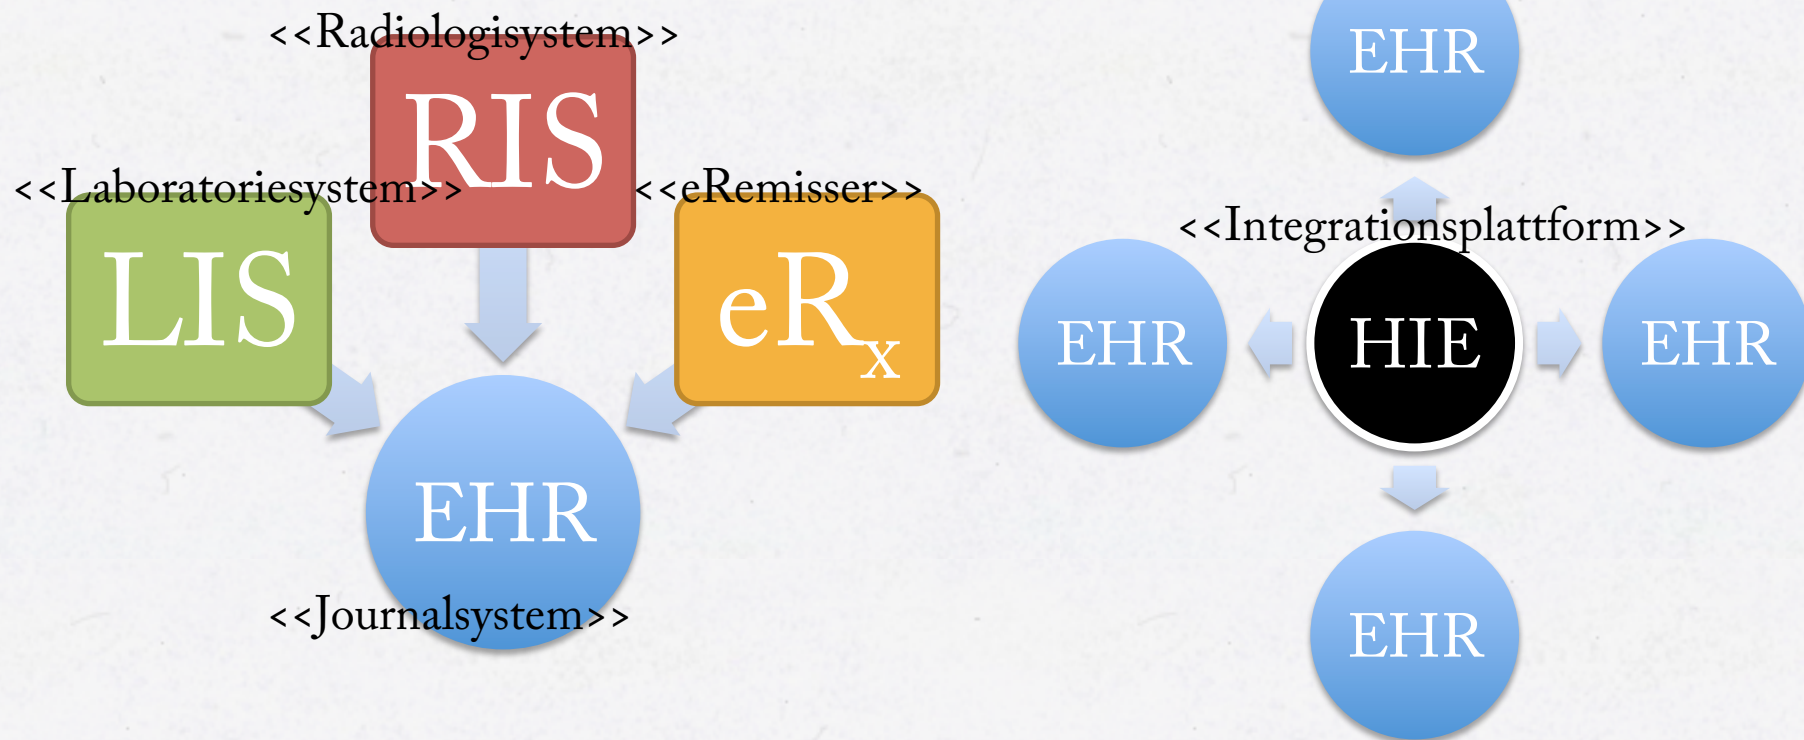 <<Radiologisystem>>
RIS
<<Laboratoriesystem>>
LIS
<<eRemisser>>
eRx
EHR
<<Journalsystem>>
EHR
<<Integrationsplattform>>
EHR
HIE
EHR
EHR